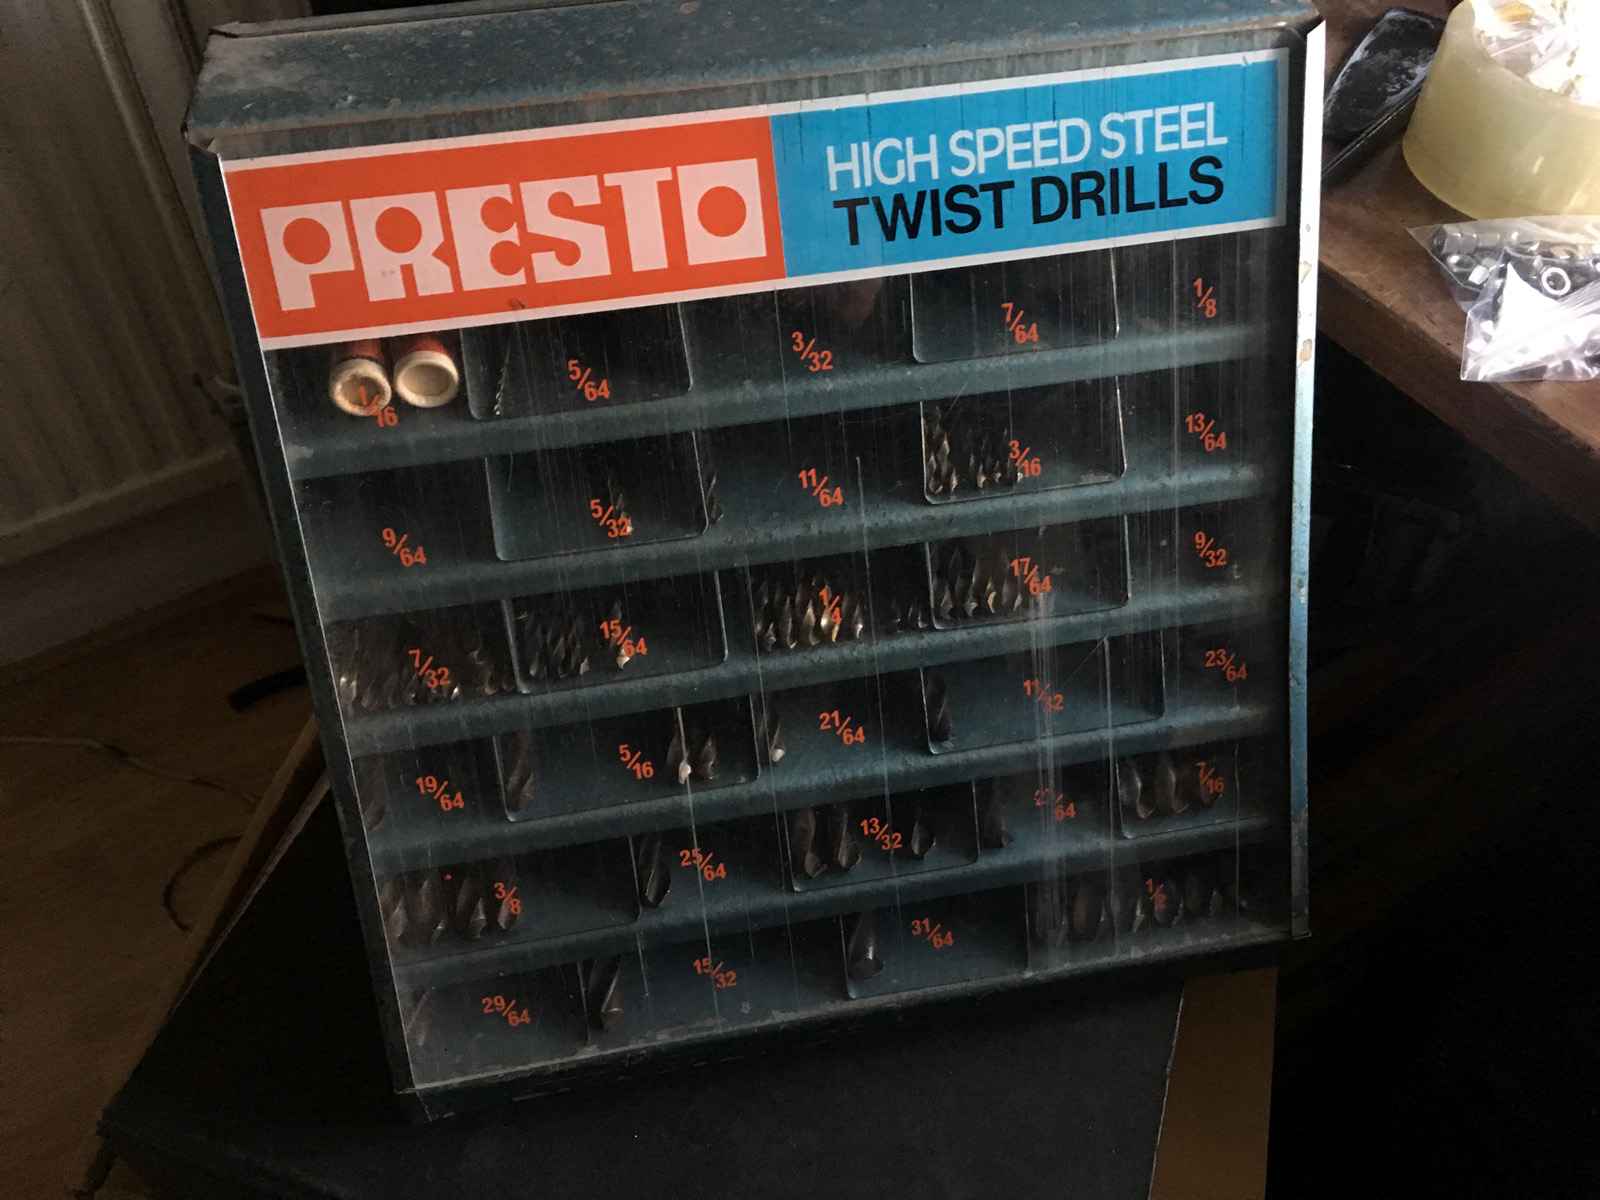 PRESTO
HIGH SPEED STEEL
TWIST DRILLS
1/16 5/64 3/32 7/64 1/8
9/64 5/32 11/64 3/16 13/64
7/32 15/64 1/4 17/64 9/32
19/64 5/16 21/64 11/32 23/64
3/8 25/64 13/32 27/64 7/16
29/64 15/32 31/64 1/2